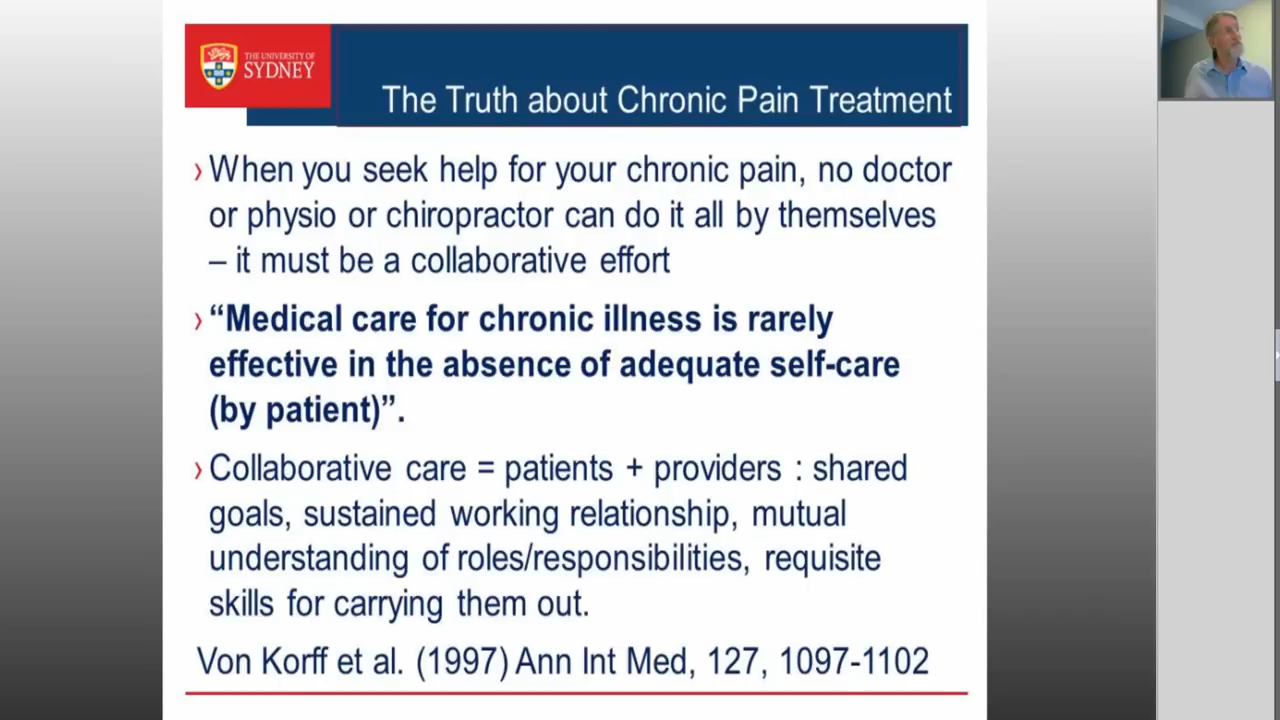 THE UNIVERSITY OF
SYDNEY
The Truth about Chronic Pain Treatment
› When you seek help for your chronic pain, no doctor
or physio or chiropractor can do it all by themselves
– it must be a collaborative effort
› “Medical care for chronic illness is rarely
effective in the absence of adequate self-care
(by patient)”.
› Collaborative care = patients + providers : shared
goals, sustained working relationship, mutual
understanding of roles/responsibilities, requisite
skills for carrying them out.
Von Korff et al. (1997) Ann Int Med, 127, 1097-1102